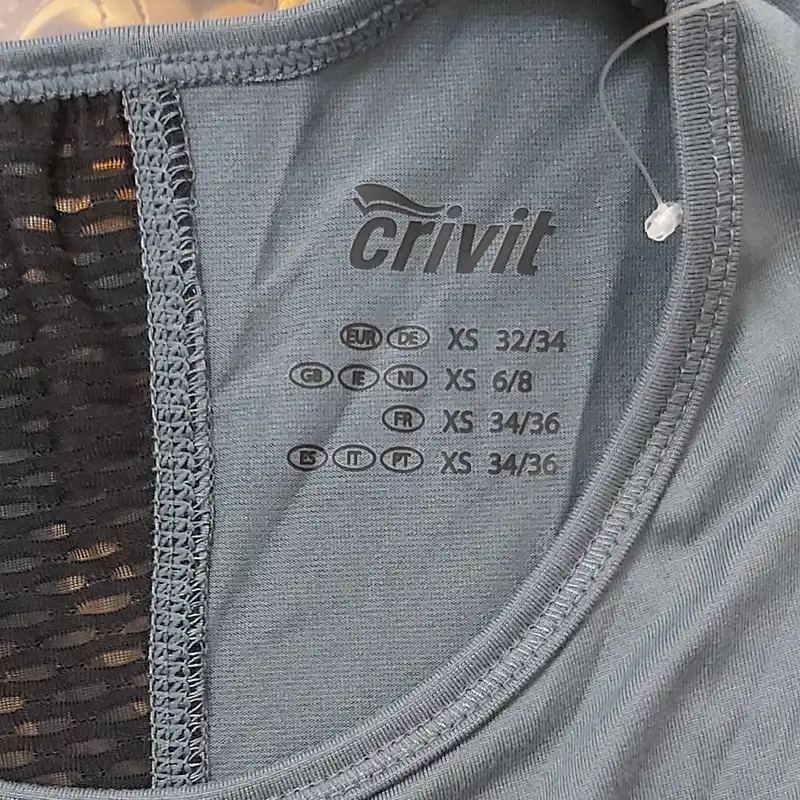 crivit
EUR DE XS 32/34
GB IE NI XS 6/8
FR XS 34/36
ES IT PT XS 34/36